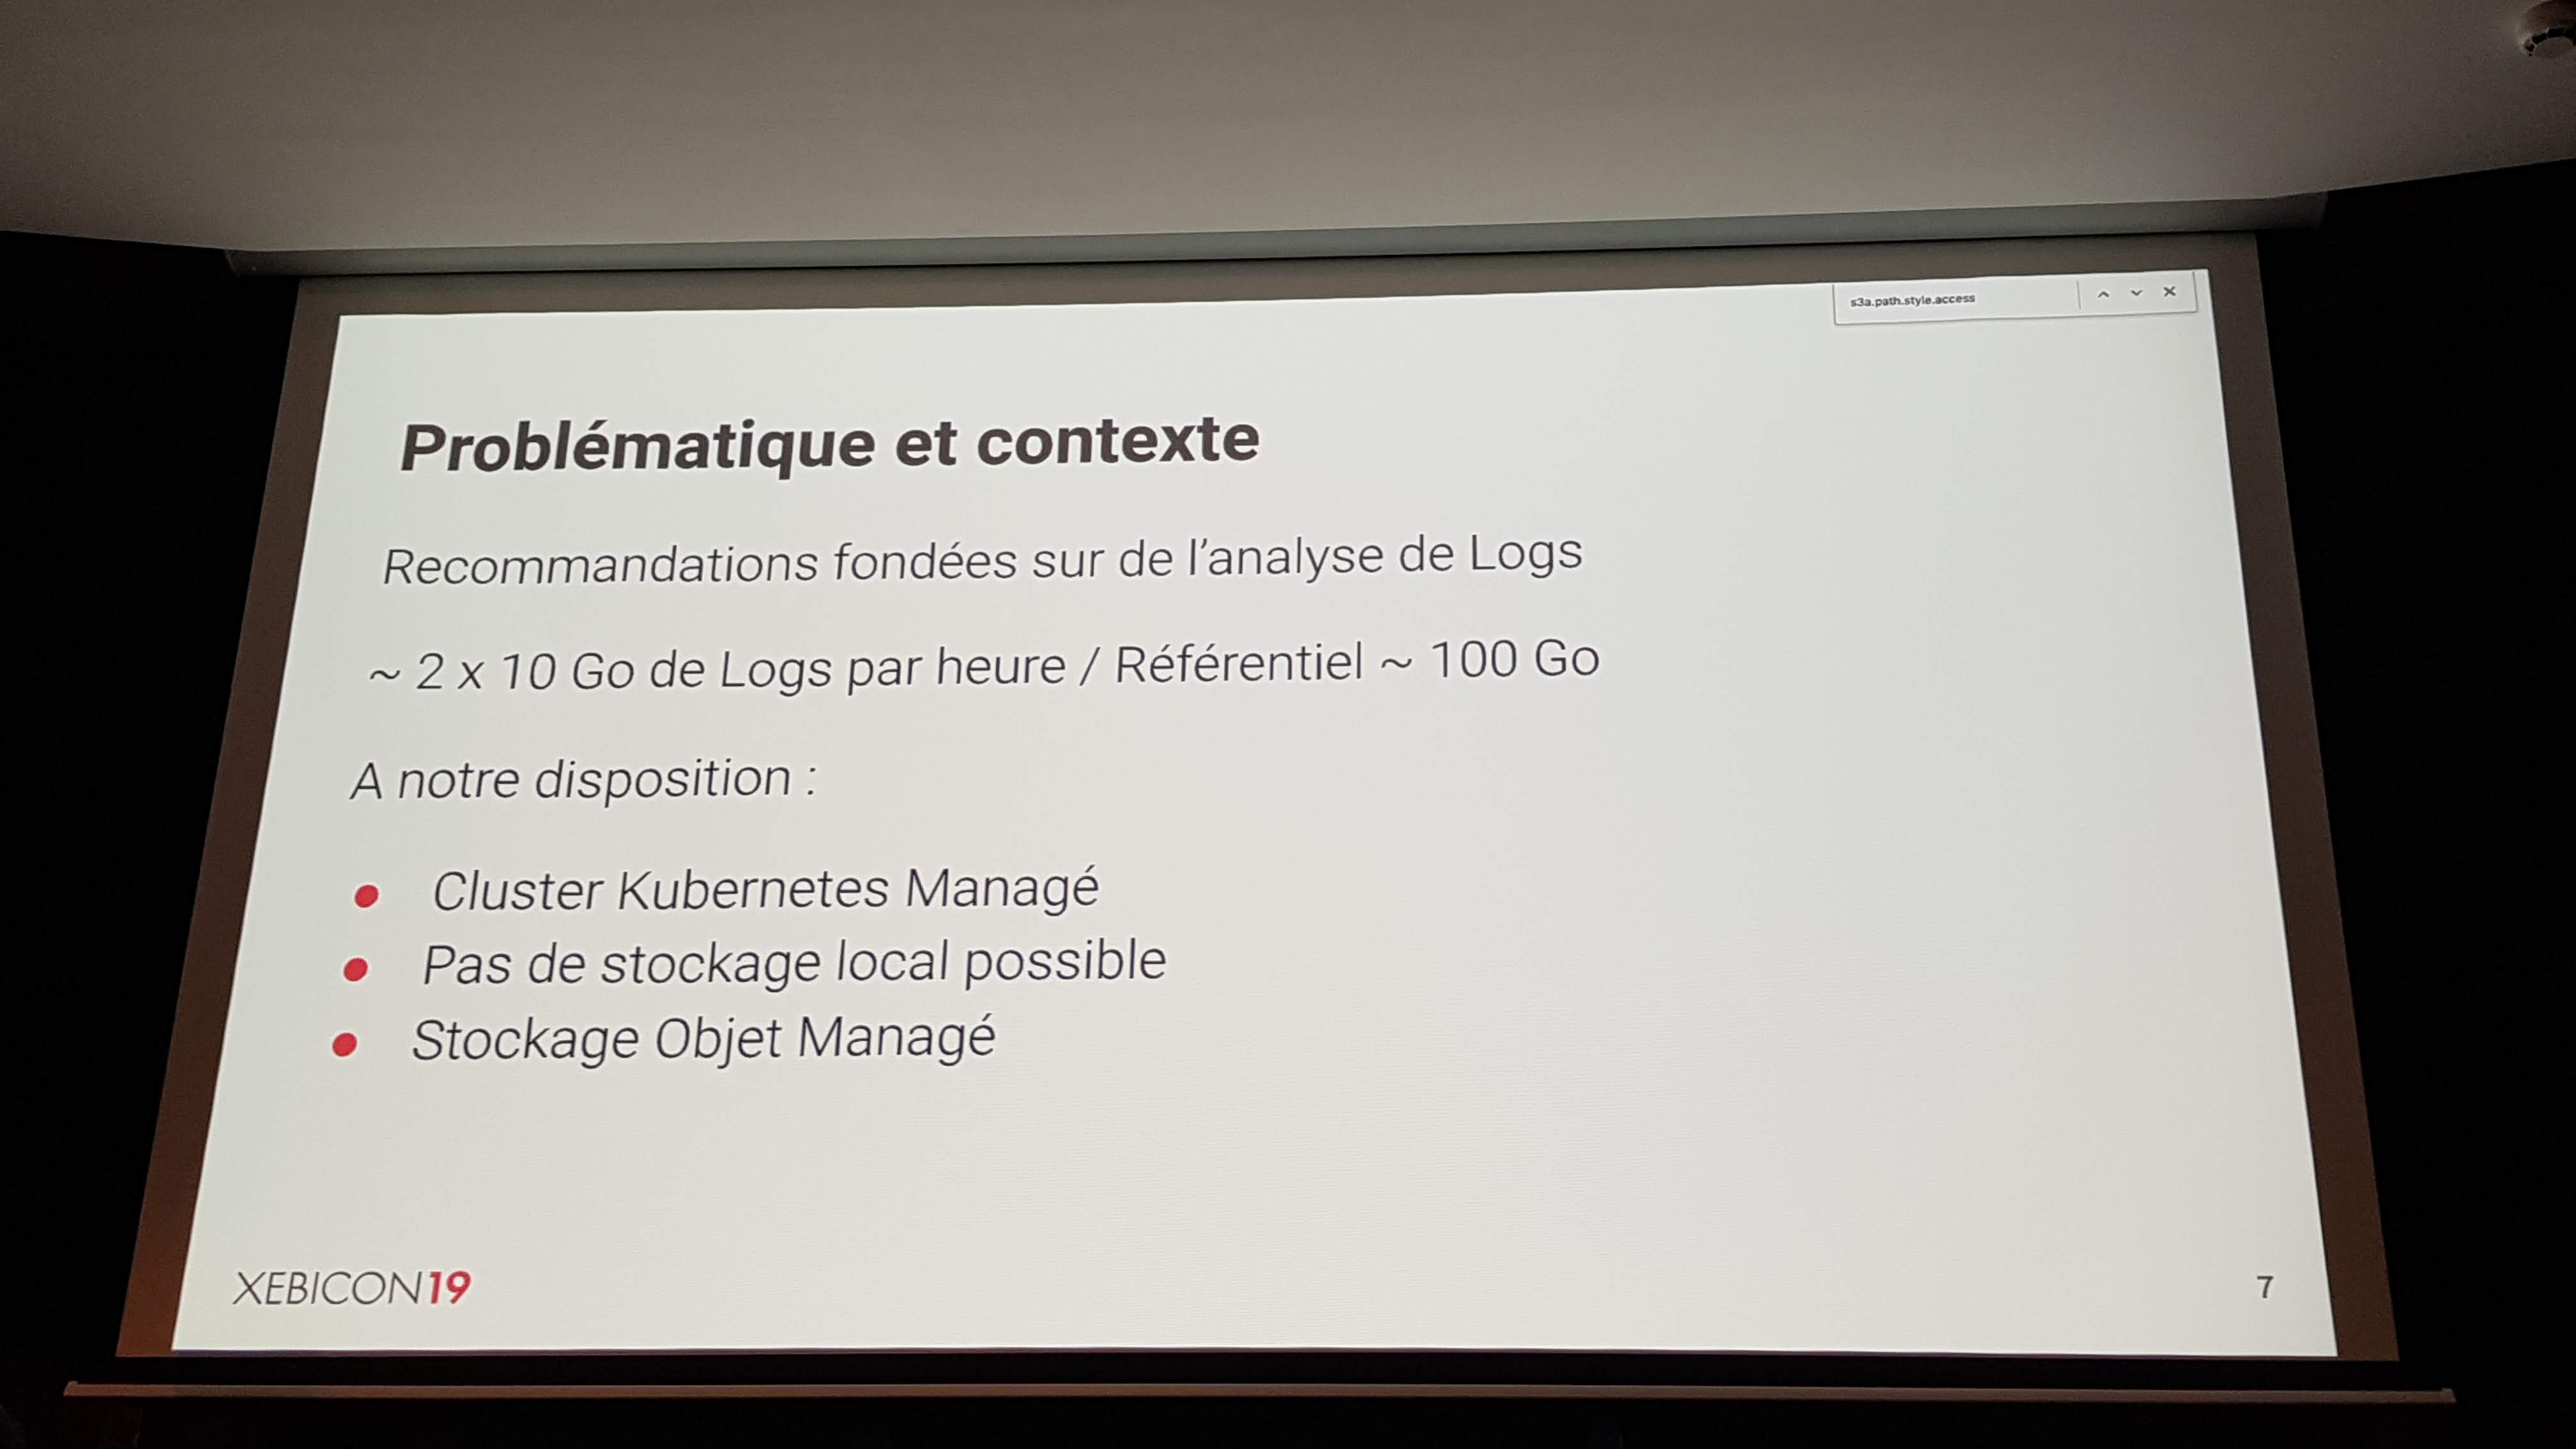 s3a.path.style.access
Problématique et contexte
Recommandations fondées sur de l'analyse de Logs
~ 2 x 10 Go de Logs par heure / Référentiel ~ 100 Go
A notre disposition :
● Cluster Kubernetes Managé
● Pas de stockage local possible
● Stockage Objet Managé
XEBICON19
7